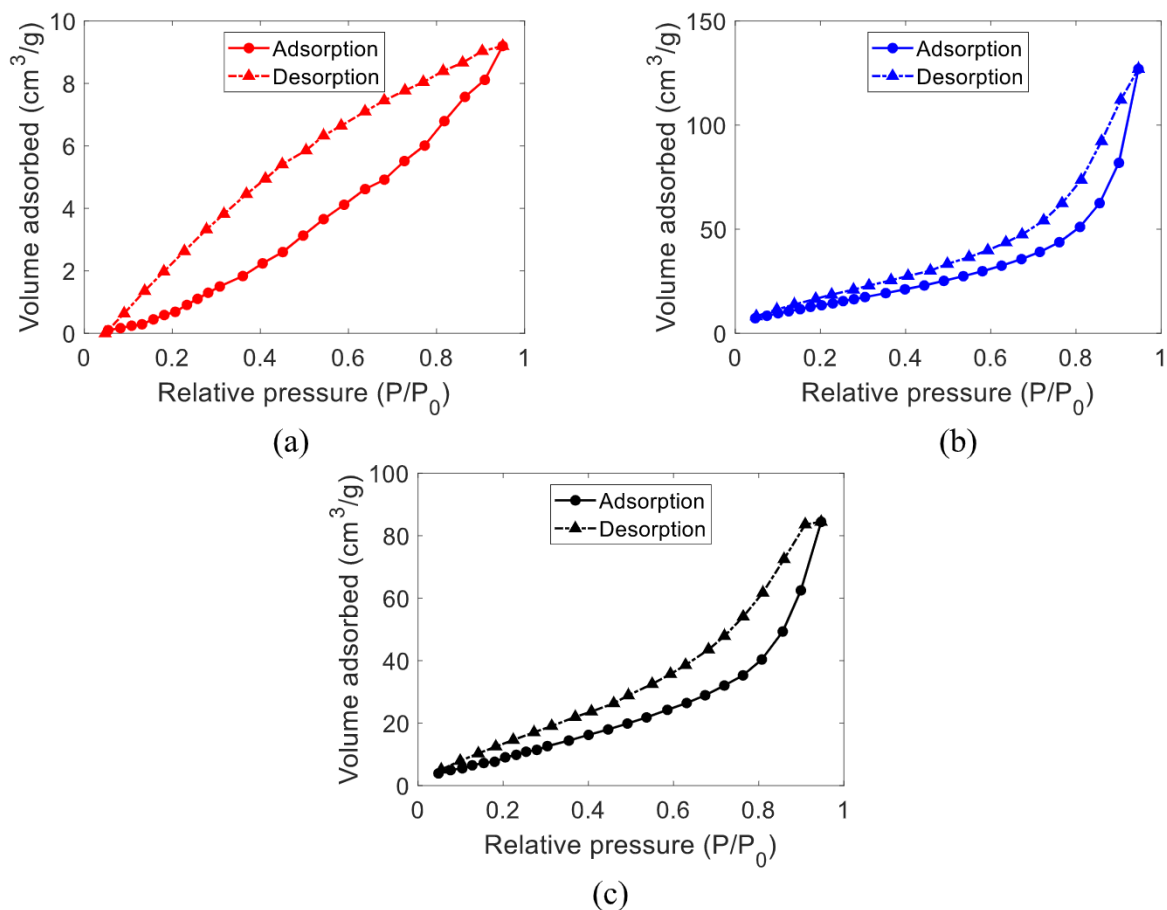 10
8
6
4
2
0
Volume adsorbed (cm³/g)
Adsorption
Desorption
0 0.2 0.4 0.6 0.8 1
Relative pressure (P/P₀)
(a)
150
100
50
0
Volume adsorbed (cm³/g)
Adsorption
Desorption
0 0.2 0.4 0.6 0.8 1
Relative pressure (P/P₀)
(b)
100
80
60
40
20
0
Volume adsorbed (cm³/g)
Adsorption
Desorption
0 0.2 0.4 0.6 0.8 1
Relative pressure (P/P₀)
(c)